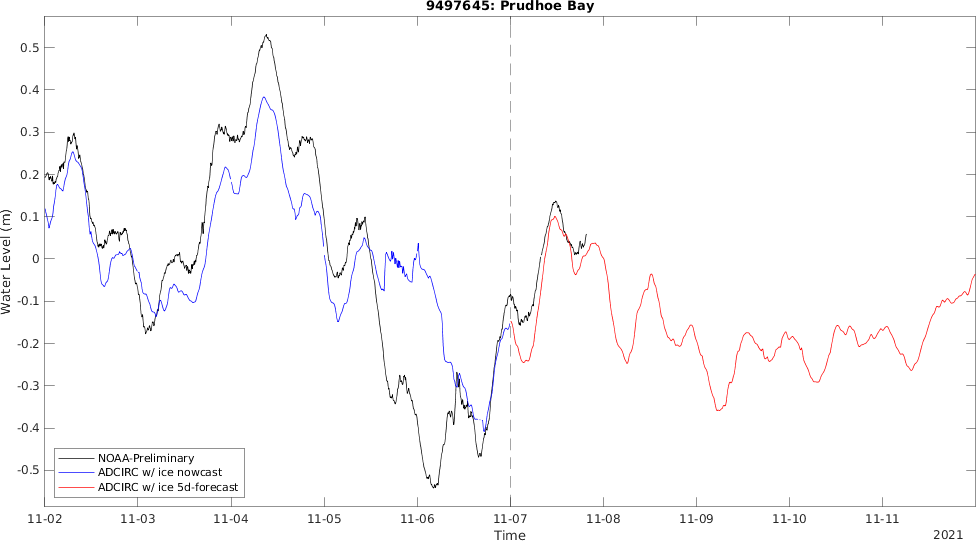 9497645: Prudhoe Bay
Water Level (m)
0.5
0.4
0.3
0.2
0.1
0
-0.1
-0.2
-0.3
-0.4
-0.5
NOAA-Preliminary
ADCIRC w/ ice nowcast
ADCIRC w/ ice 5d-forecast
11-02 11-03 11-04 11-05 11-06 11-07 11-08 11-09 11-10 11-11
Time
2021